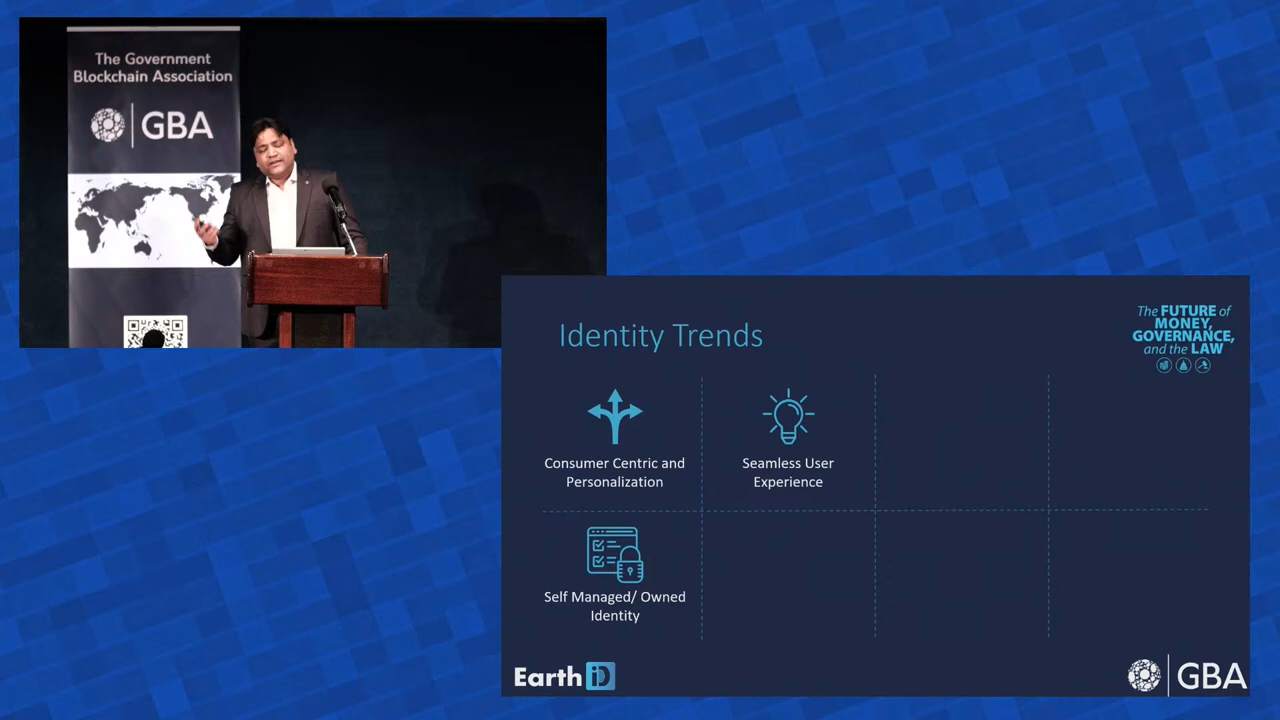 The Government
Blockchain Association
GBA
Identity Trends
The FUTURE of
MONEY,
GOVERNANCE,
and the LAW
Consumer Centric and
Personalization
Seamless User
Experience
Self Managed/ Owned
Identity
Earth iD
GBA